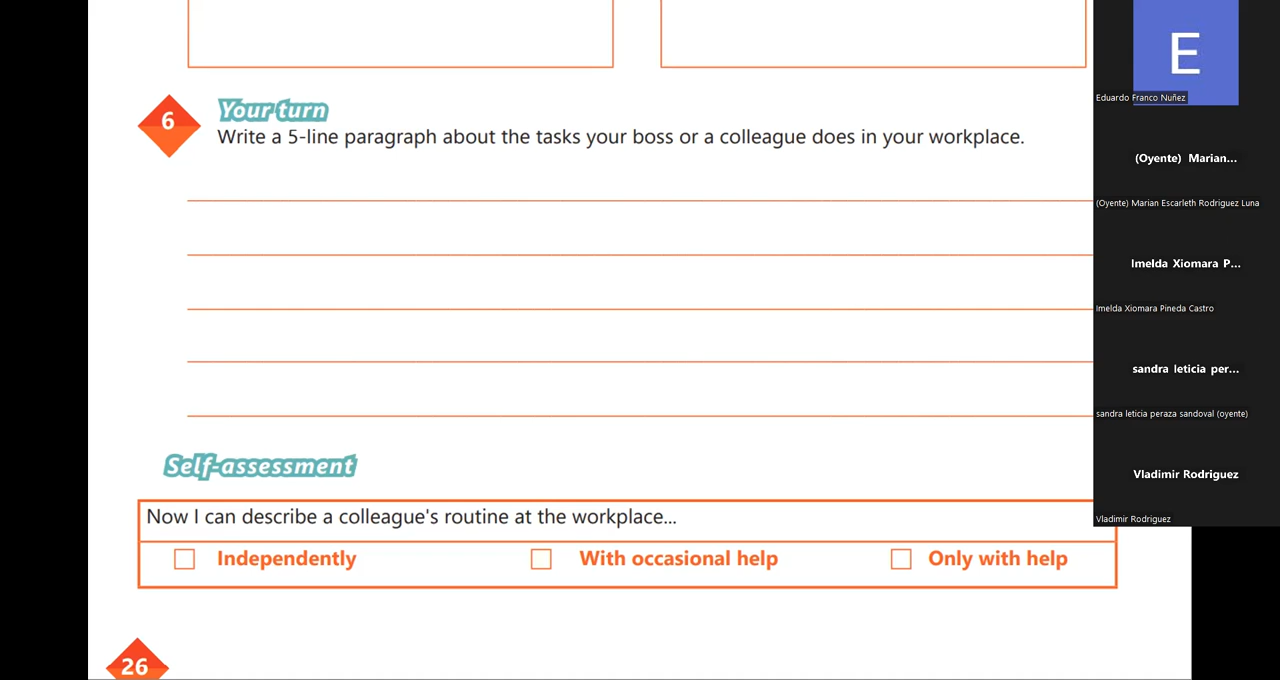 6
Your turn
Write a 5-line paragraph about the tasks your boss or a colleague does in your workplace.
Self-assessment
Now I can describe a colleague's routine at the workplace...
Independently
With occasional help
Only with help
26
E
Eduardo Franco Nuñez
(Oyente) Marian...
(Oyente) Marian Escarleth Rodriguez Luna
Imelda Xiomara P...
Imelda Xiomara Pineda Castro
sandra leticia per...
sandra leticia peraza sandoval (oyente)
Vladimir Rodriguez
Vladimir Rodriguez